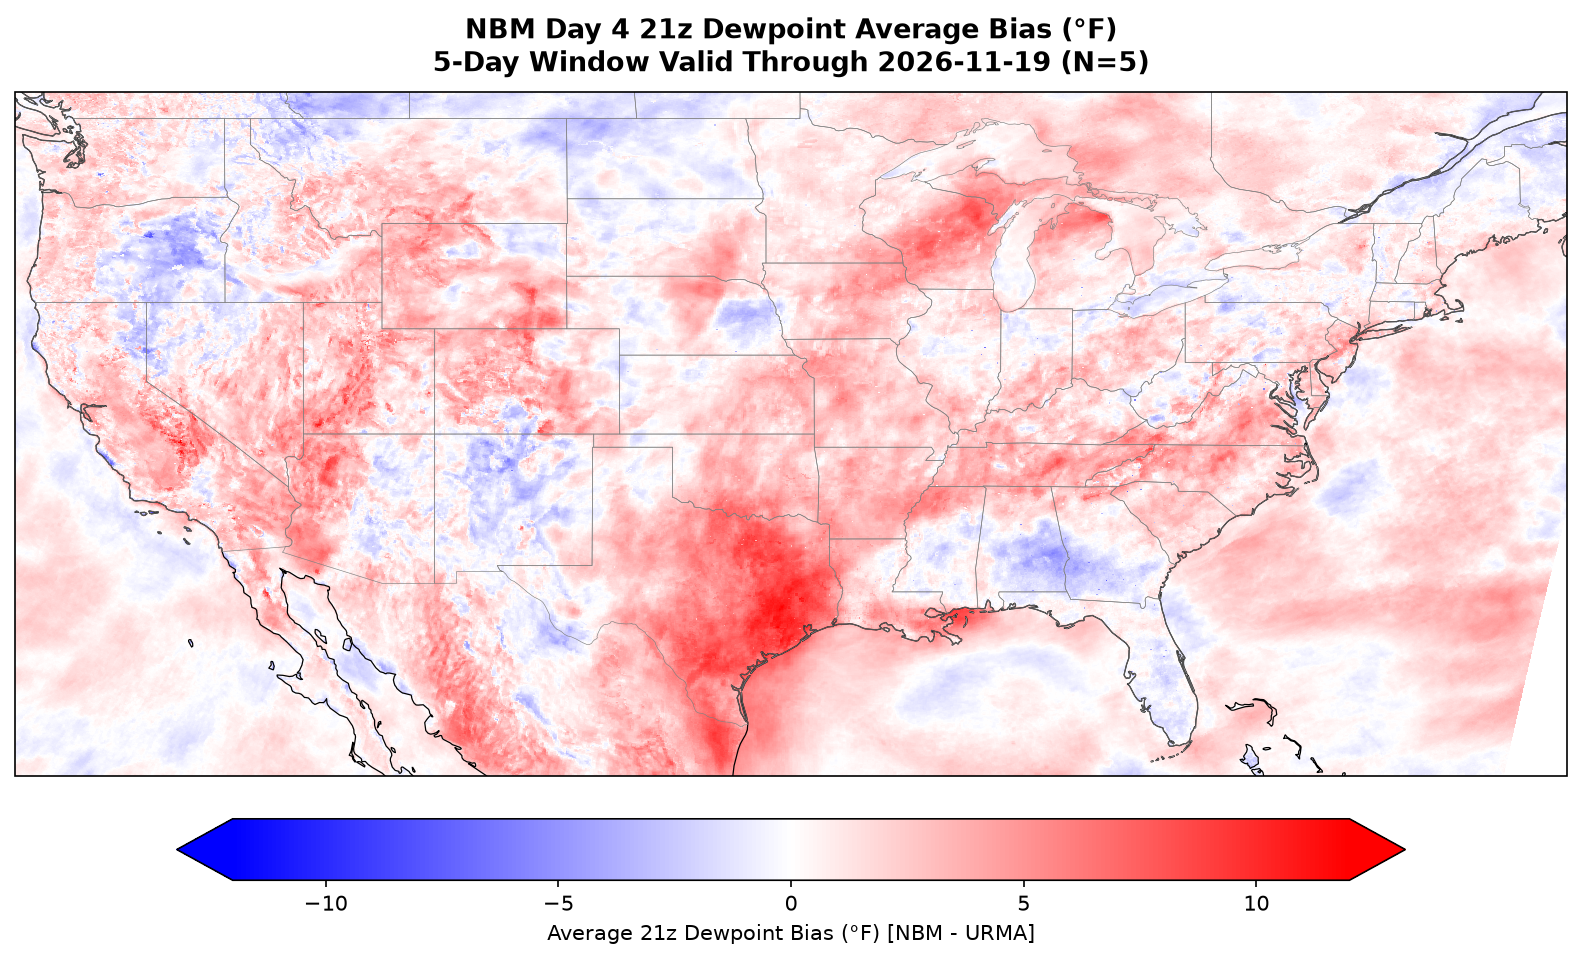 NBM Day 4 21z Dewpoint Average Bias (°F)
5-Day Window Valid Through 2026-11-19 (N=5)
−10 −5 0 5 10
Average 21z Dewpoint Bias (°F) [NBM - URMA]